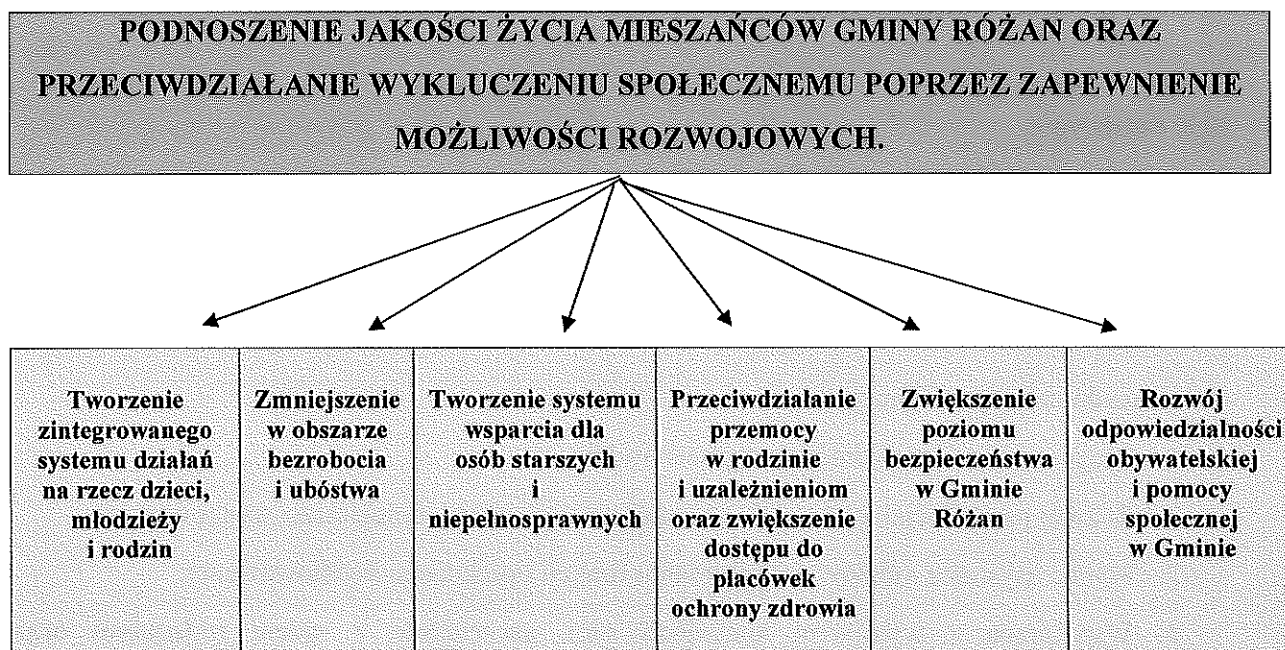 PODNOSZENIE JAKOŚCI ŻYCIA MIESZAŃCÓW GMINY RÓŻAN ORAZ
PRZECIWDZIAŁANIE WYKLUCZENIU SPOŁECZNEMU POPRZEZ ZAPEWNIENIE
MOŻLIWOŚCI ROZWOJOWYCH.
Tworzenie
zintegrowanego
systemu działań
na rzecz dzieci,
młodzieży
i rodzin
Zmniejszenie
w obszarze
bezrobocia
i ubóstwa
Tworzenie systemu
wsparcia dla
osób starszych
i
niepełnosprawnych
Przeciwdziałanie
przemocy
w rodzinie
i uzależnieniom
oraz zwiększenie
dostępu do
placówek
ochrony zdrowia
Zwiększenie
poziomu
bezpieczeństwa
w Gminie
Różan
Rozwój
odpowiedzialności
obywatelskiej
i pomocy
społecznej
w Gminie